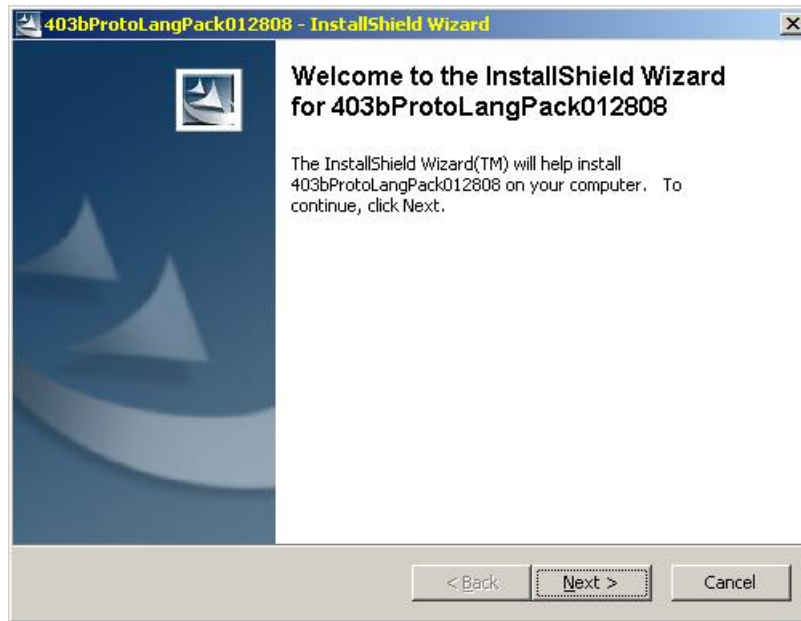 403bProtoLangPack012808 - InstallShield Wizard
Welcome to the InstallShield Wizard
for 403bProtoLangPack012808
The InstallShield Wizard(TM) will help install
403bProtoLangPack012808 on your computer. To
continue, click Next.
< Back Next > Cancel